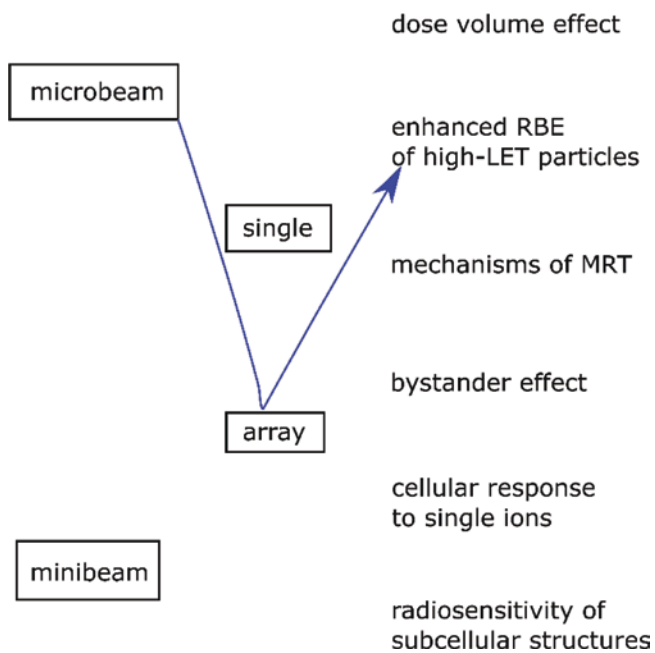 dose volume effect
microbeam
enhanced RBE
of high-LET particles
single
mechanisms of MRT
bystander effect
array
cellular response
to single ions
minibeam
radiosensitivity of
subcellular structures